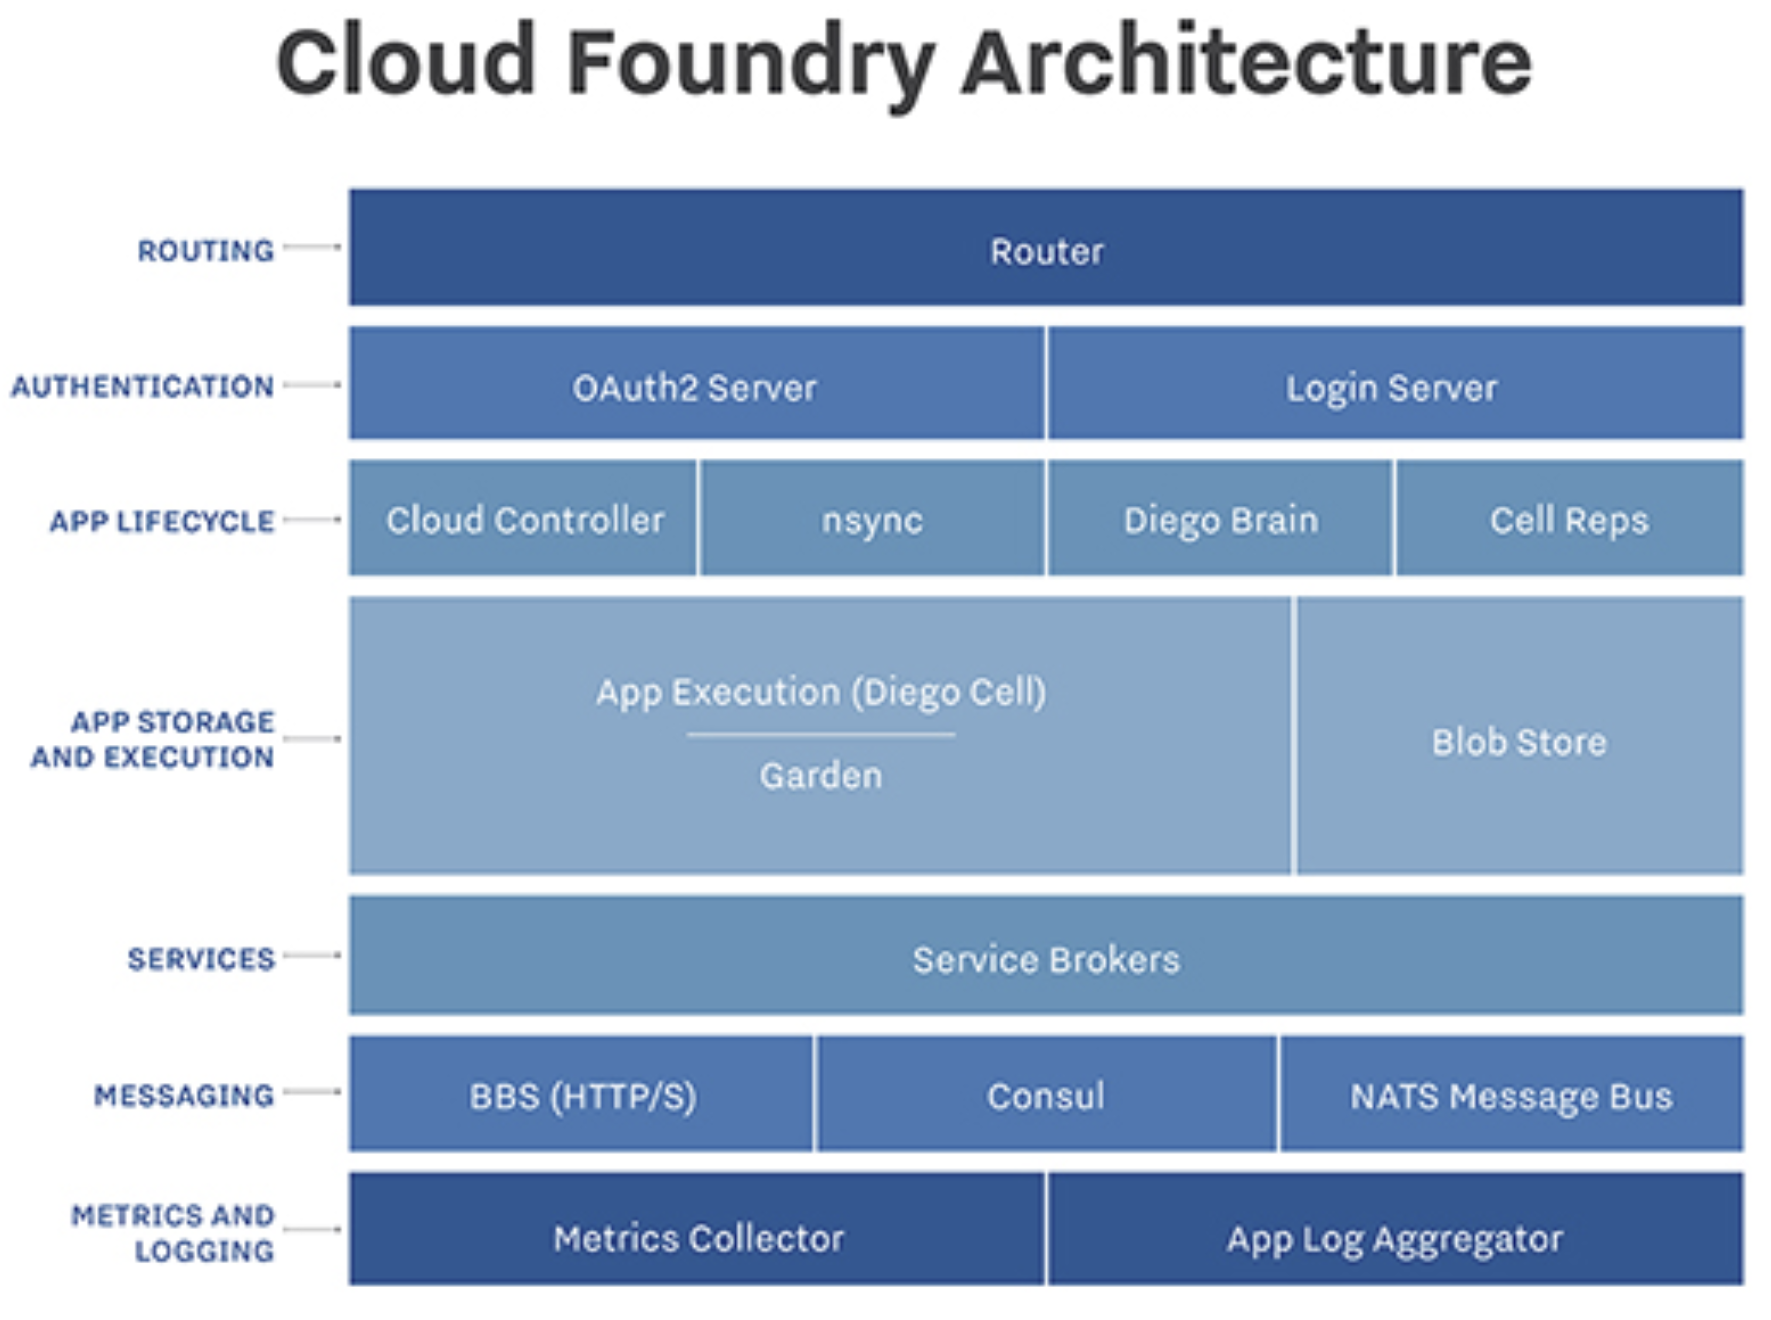 Cloud Foundry Architecture
ROUTING
Router
AUTHENTICATION
OAuth2 Server
Login Server
APP LIFECYCLE
Cloud Controller
nsync
Diego Brain
Cell Reps
APP STORAGE
AND EXECUTION
App Execution (Diego Cell)
Garden
Blob Store
SERVICES
Service Brokers
MESSAGING
BBS (HTTP/S)
Consul
NATS Message Bus
METRICS AND
LOGGING
Metrics Collector
App Log Aggregator